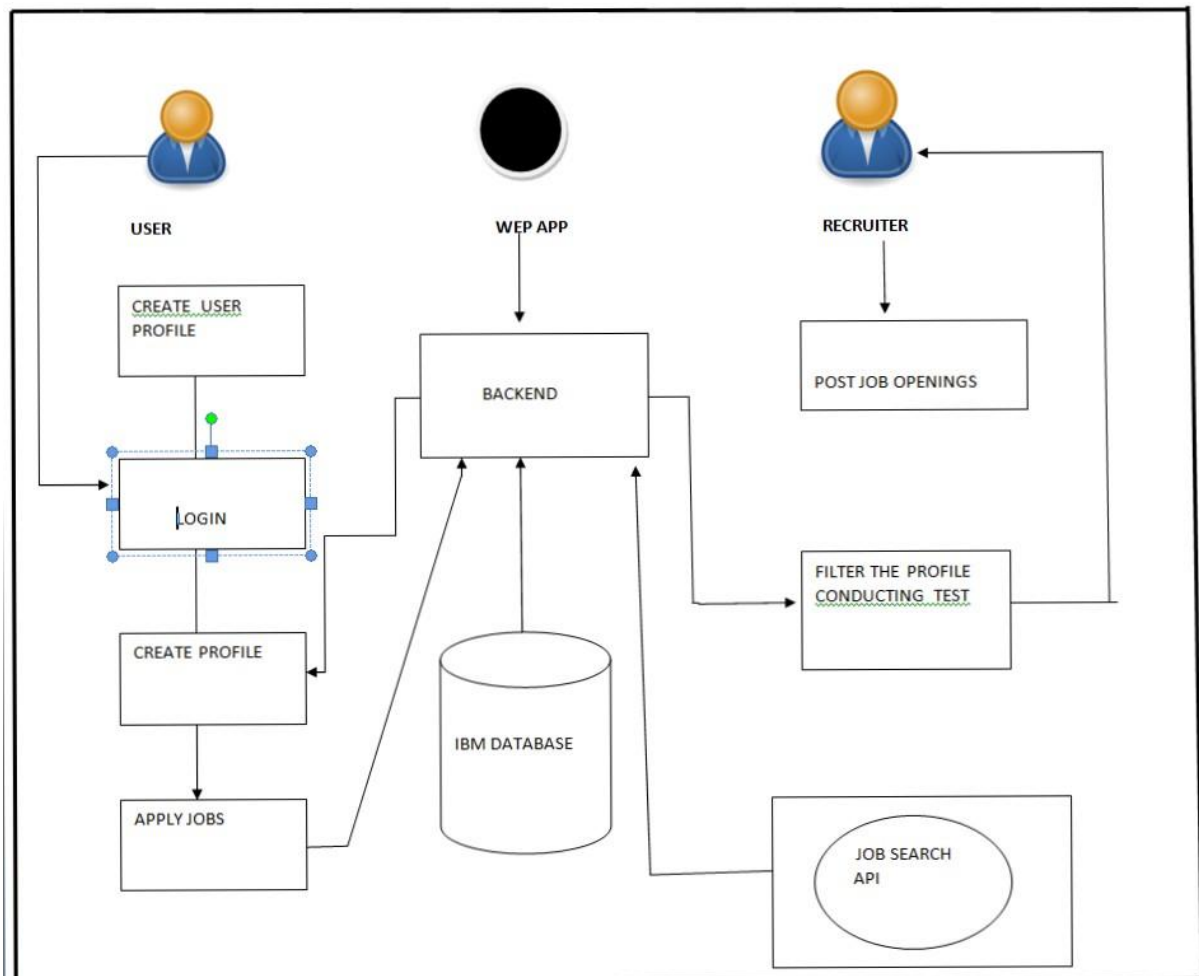 USER
WEP APP
RECRUITER
CREATE USER
PROFILE
BACKEND
POST JOB OPENINGS
LOGIN
FILTER THE PROFILE
CONDUCTING TEST
CREATE PROFILE
IBM DATABASE
APPLY JOBS
JOB SEARCH
API